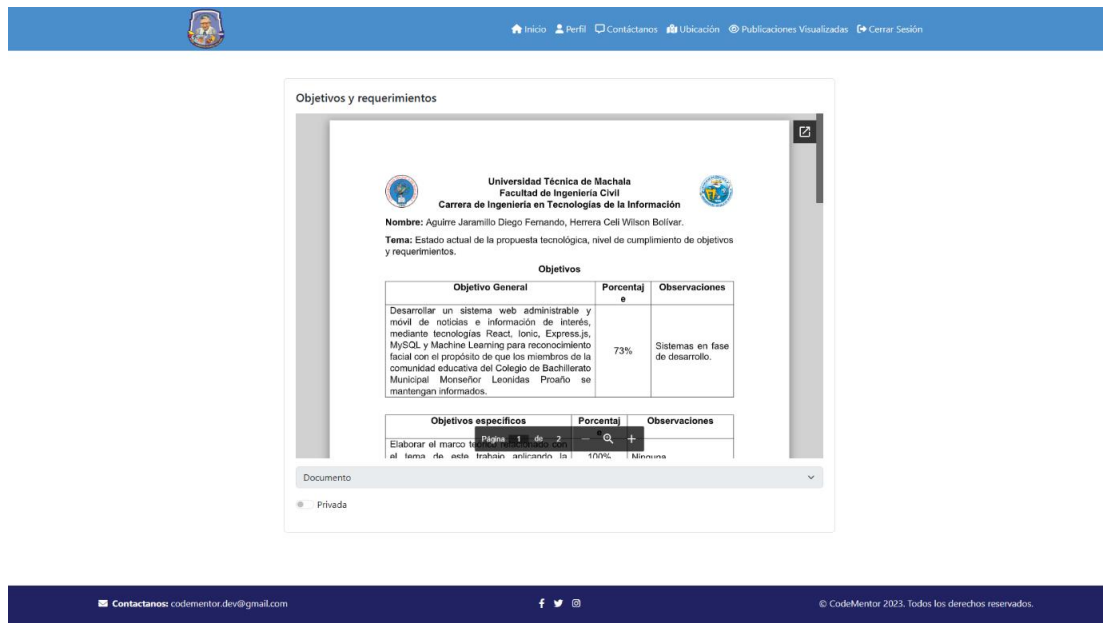 Inicio Perfil Contáctanos Ubicación Publicaciones Visualizadas Cerrar Sesión
Objetivos y requerimientos
Universidad Técnica de Machala
Facultad de Ingeniería Civil
Carrera de Ingeniería en Tecnologías de la Información
Nombre: Aguirre Jaramillo Diego Fernando, Herrera Celi Wilson Bolívar.
Tema: Estado actual de la propuesta tecnológica, nivel de cumplimiento de objetivos
y requerimientos.
Objetivos
Objetivo General Porcentaj
e
Observaciones
Desarrollar un sistema web administrable y
móvil de noticias e información de interés,
mediante tecnologías React, Ionic, Express.js,
MySQL y Machine Learning para reconocimiento
facial con el propósito de que los miembros de la
comunidad educativa del Colegio de Bachillerato
Municipal Monseñor Leonidas Proaño se
mantengan informados.
73%
Sistemas en fase
de desarrollo.
Objetivos específicos Porcentaj
e
Observaciones
Página 1 de 2
Elaborar el marco teórico relacionado con
el tema de este trabajo aplicando la
100%
Ninguna
Documento
Privada
Contactanos: codementor.dev@gmail.com
© CodeMentor 2023. Todos los derechos reservados.